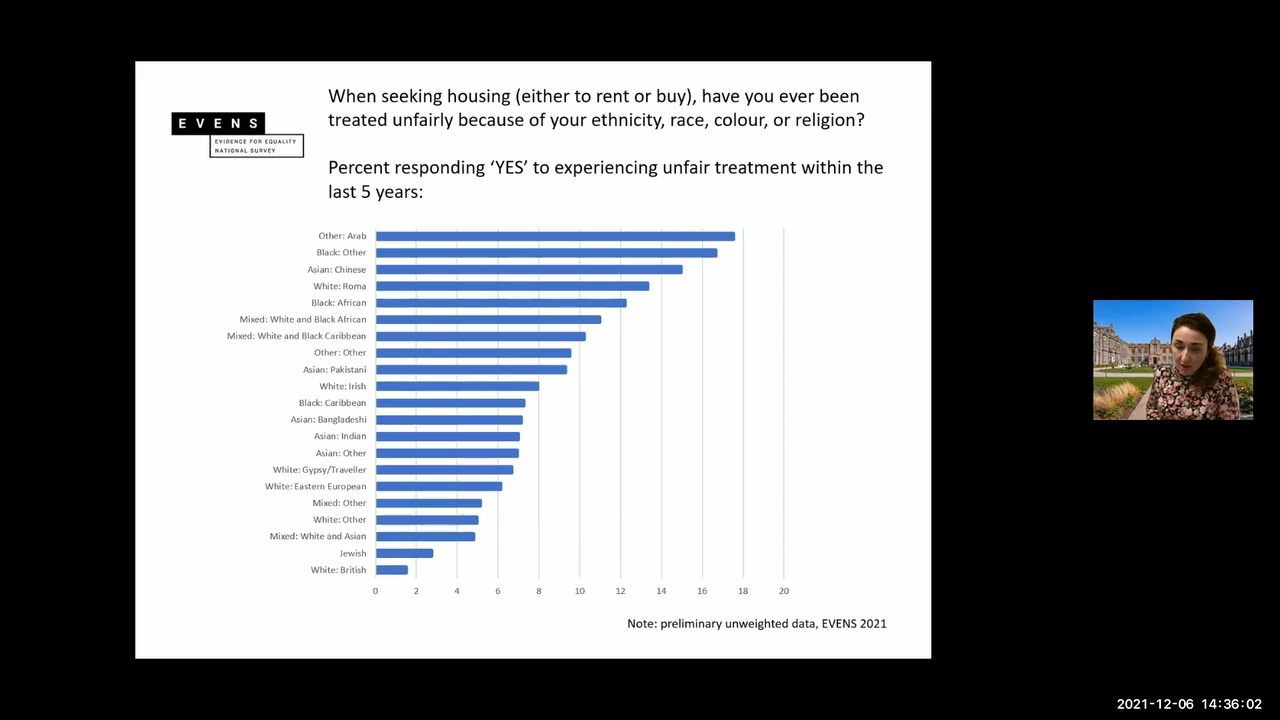 When seeking housing (either to rent or buy), have you ever been
treated unfairly because of your ethnicity, race, colour, or religion?
E V E N S
EVIDENCE FOR EQUALITY
NATIONAL SURVEY
Percent responding ‘YES’ to experiencing unfair treatment within the
last 5 years:
Other: Arab
Black: Other
Asian: Chinese
White: Roma
Black: African
Mixed: White and Black African
Mixed: White and Black Caribbean
Other: Other
Asian: Pakistani
White: Irish
Black: Caribbean
Asian: Bangladeshi
Asian: Indian
Asian: Other
White: Gypsy/Traveller
White: Eastern European
Mixed: Other
White: Other
Mixed: White and Asian
Jewish
White: British
0 2 4 6 8 10 12 14 16 18 20
Note: preliminary unweighted data, EVENS 2021
2021-12-06 14:36:02